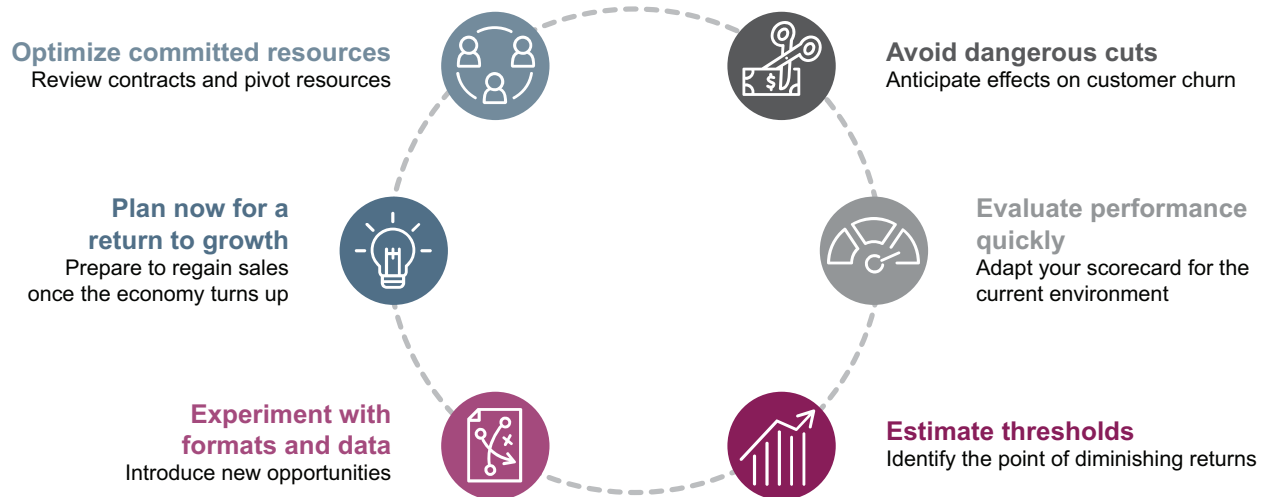 Optimize committed resources
Review contracts and pivot resources
Avoid dangerous cuts
Anticipate effects on customer churn
$
Plan now for a
return to growth
Prepare to regain sales
once the economy turns up
Evaluate performance
quickly
Adapt your scorecard for the
current environment
Experiment with
formats and data
Introduce new opportunities
Estimate thresholds
Identify the point of diminishing returns